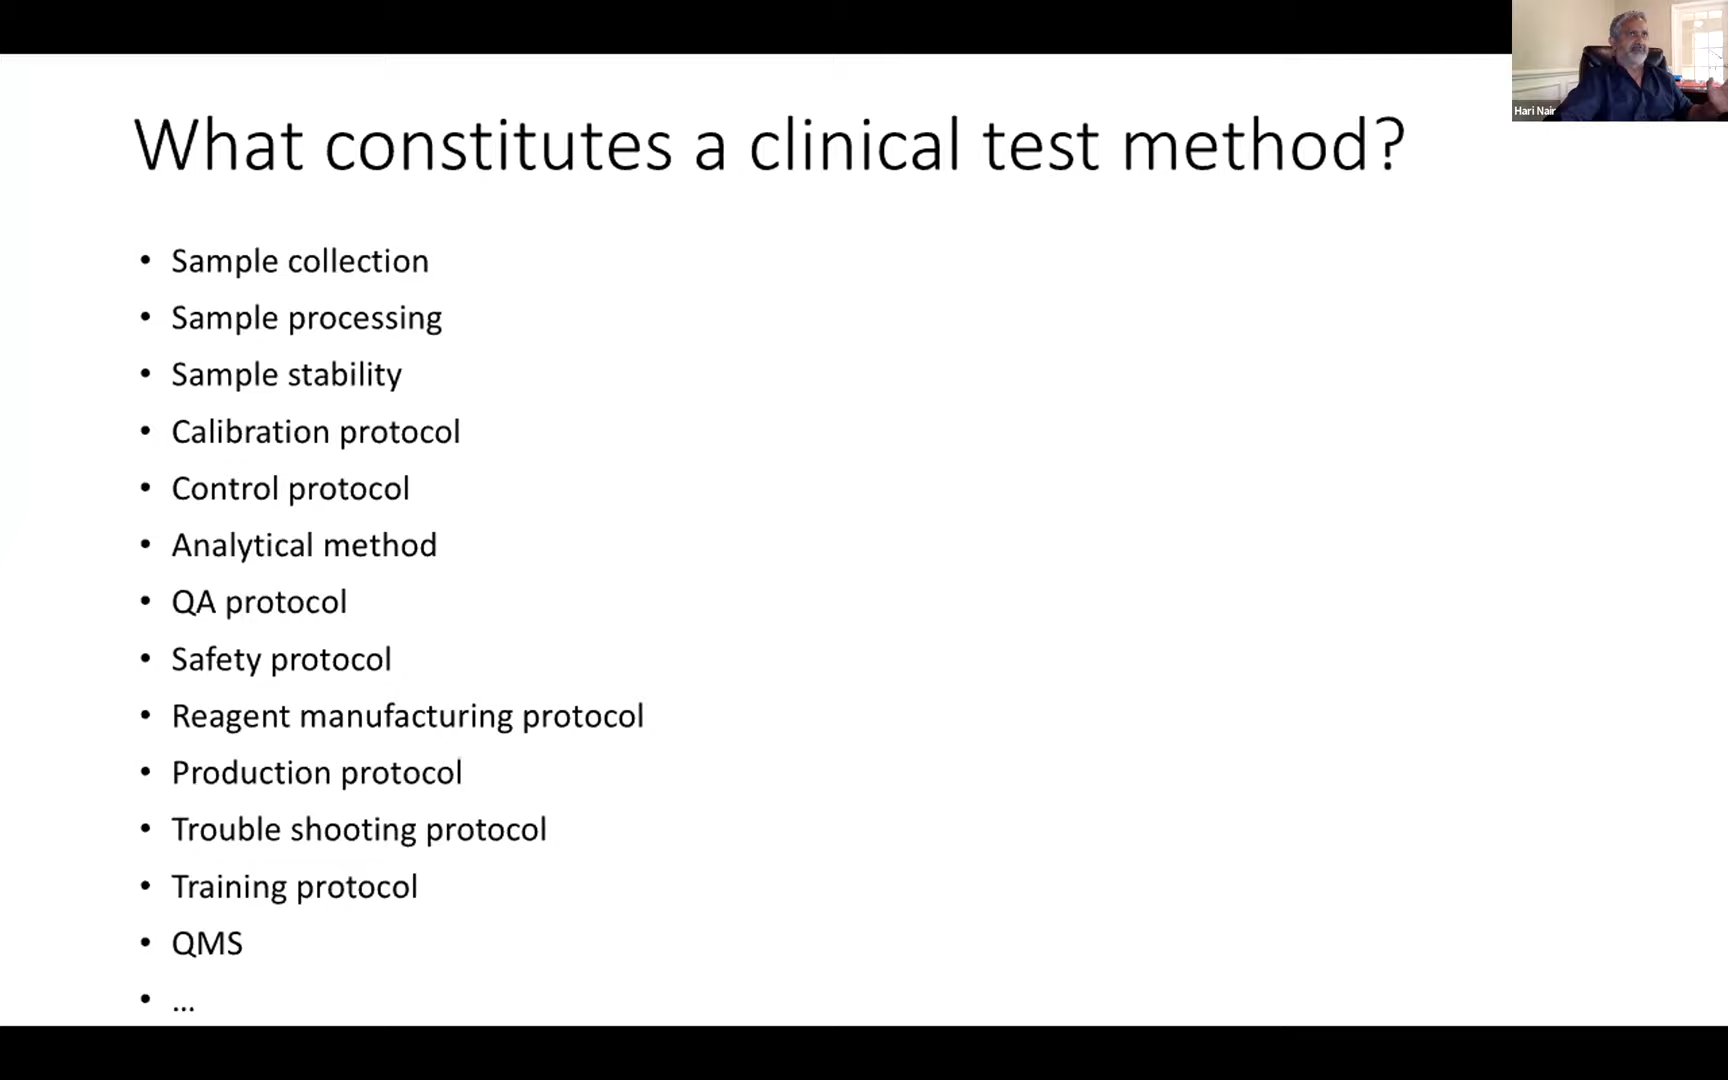 What constitutes a clinical test method?
Hari Nair
• Sample collection
• Sample processing
• Sample stability
• Calibration protocol
• Control protocol
• Analytical method
• QA protocol
• Safety protocol
• Reagent manufacturing protocol
• Production protocol
• Trouble shooting protocol
• Training protocol
• QMS
• ...